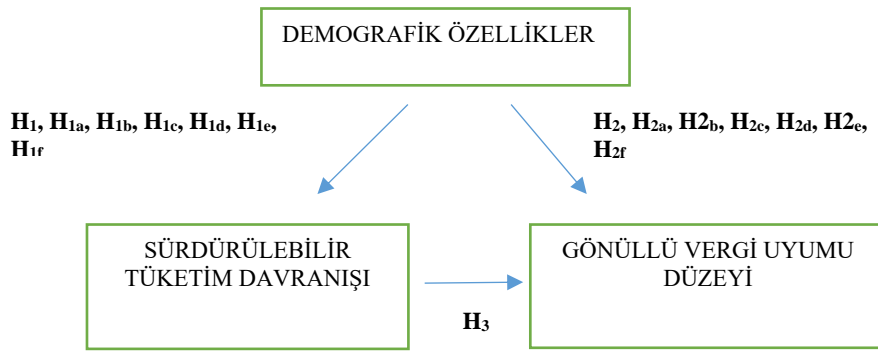 DEMOGRAFİK ÖZELLİKLER
H₁, H₁ₐ, H₁b, H₁c, H₁d, H₁ₑ,
H₁f
H₂, H₂ₐ, H2b, H₂c, H₂d, H2ₑ,
H₂f
SÜRDÜRÜLEBİLİR
TÜKETİM DAVRANIŞI
GÖNÜLLÜ VERGİ UYUMU
DÜZEYİ
H₃